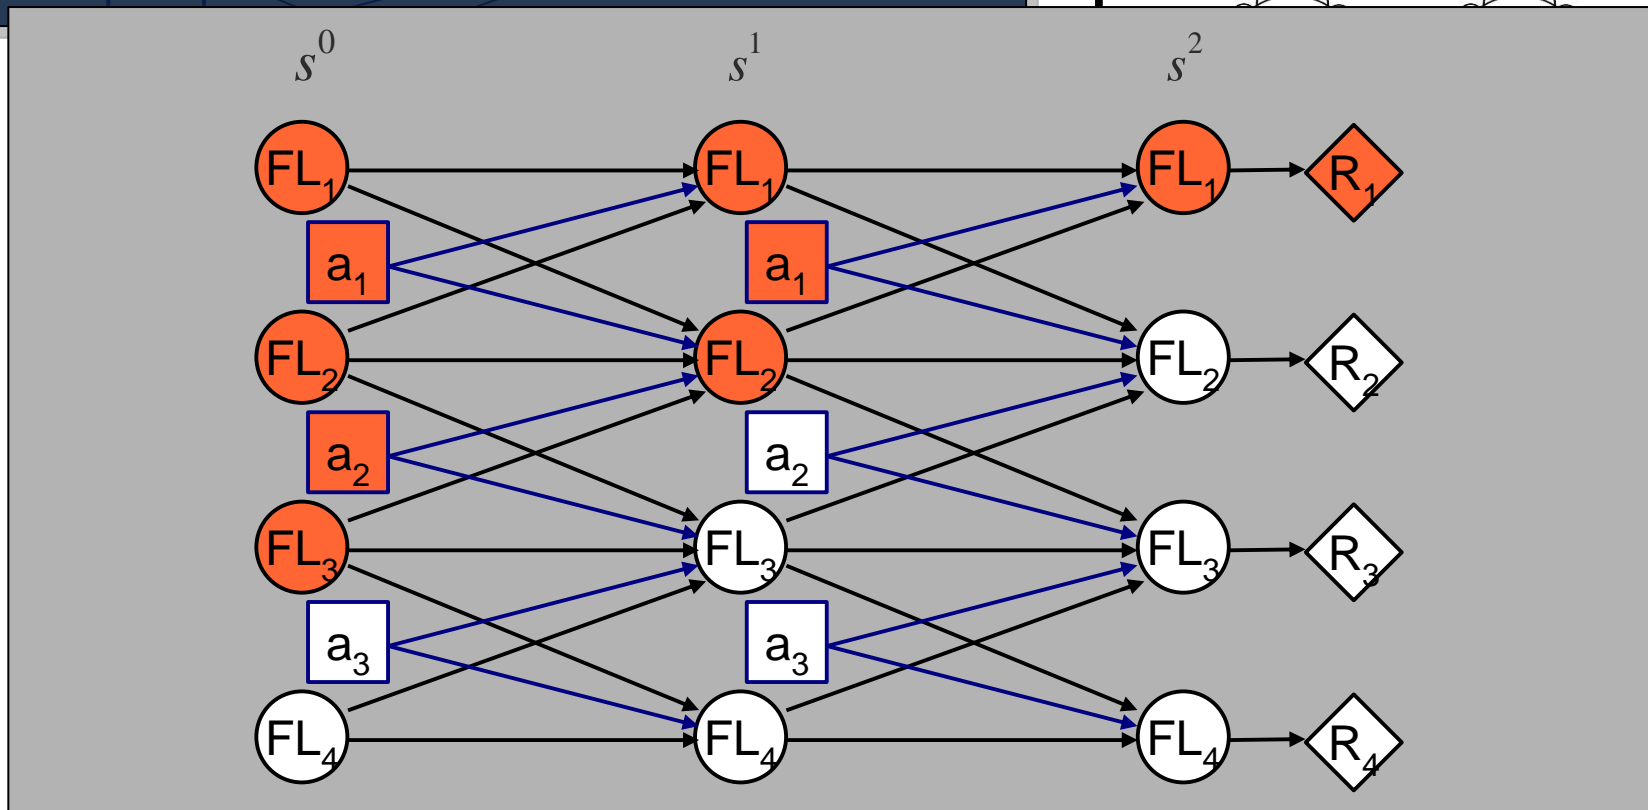 s⁰ s¹ s²
FL₁ FL₁ FL₁ R₁
a₁ a₁
FL₂ FL₂ FL₂ R₂
a₂ a₂
FL₃ FL₃ FL₃ R₃
a₃ a₃
FL₄ FL₄ FL₄ R₄